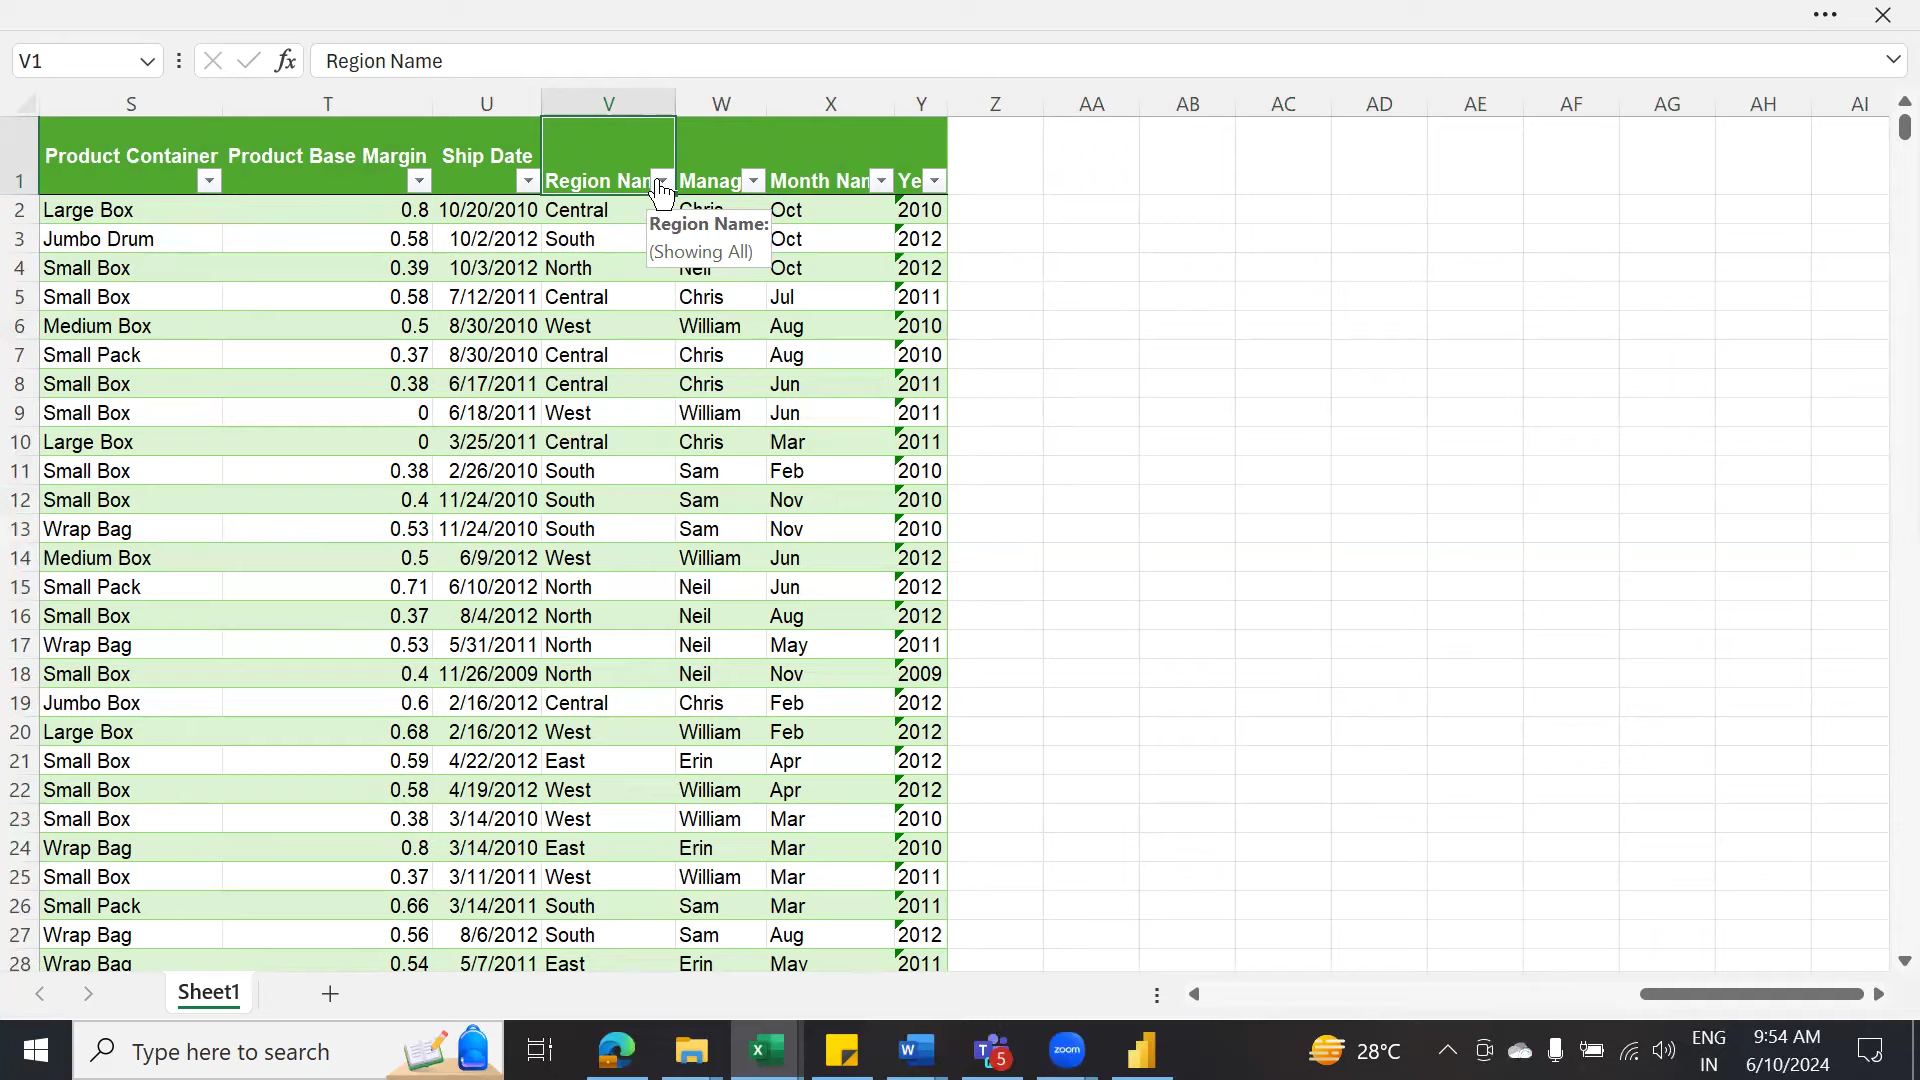 V1 fx Region Name
S T U V W X Y Z AA AB AC AD AE AF AG AH AI
Product Container Product Base Margin Ship Date
1 Region Nam Manag Month Nam Ye
2 Large Box 0.8 10/20/2010 Central Chris Oct 2010
Region Name:
3 Jumbo Drum 0.58 10/2/2012 South Oct 2012
(Showing All)
4 Small Box 0.39 10/3/2012 North Neil Oct 2012
5 Small Box 0.58 7/12/2011 Central Chris Jul 2011
6 Medium Box 0.5 8/30/2010 West William Aug 2010
7 Small Pack 0.37 8/30/2010 Central Chris Aug 2010
8 Small Box 0.38 6/17/2011 Central Chris Jun 2011
9 Small Box 0 6/18/2011 West William Jun 2011
10 Large Box 0 3/25/2011 Central Chris Mar 2011
11 Small Box 0.38 2/26/2010 South Sam Feb 2010
12 Small Box 0.4 11/24/2010 South Sam Nov 2010
13 Wrap Bag 0.53 11/24/2010 South Sam Nov 2010
14 Medium Box 0.5 6/9/2012 West William Jun 2012
15 Small Pack 0.71 6/10/2012 North Neil Jun 2012
16 Small Box 0.37 8/4/2012 North Neil Aug 2012
17 Wrap Bag 0.53 5/31/2011 North Neil May 2011
18 Small Box 0.4 11/26/2009 North Neil Nov 2009
19 Jumbo Box 0.6 2/16/2012 Central Chris Feb 2012
20 Large Box 0.68 2/16/2012 West William Feb 2012
21 Small Box 0.59 4/22/2012 East Erin Apr 2012
22 Small Box 0.58 4/19/2012 West William Apr 2012
23 Small Box 0.38 3/14/2010 West William Mar 2010
24 Wrap Bag 0.8 3/14/2010 East Erin Mar 2010
25 Small Box 0.37 3/11/2011 West William Mar 2011
26 Small Pack 0.66 3/14/2011 South Sam Mar 2011
27 Wrap Bag 0.56 8/6/2012 South Sam Aug 2012
28 Wrap Bag 0.54 5/7/2011 East Erin May 2011
Sheet1
Type here to search W T 5 zoom 28°C ENG 9:54 AM
IN 6/10/2024